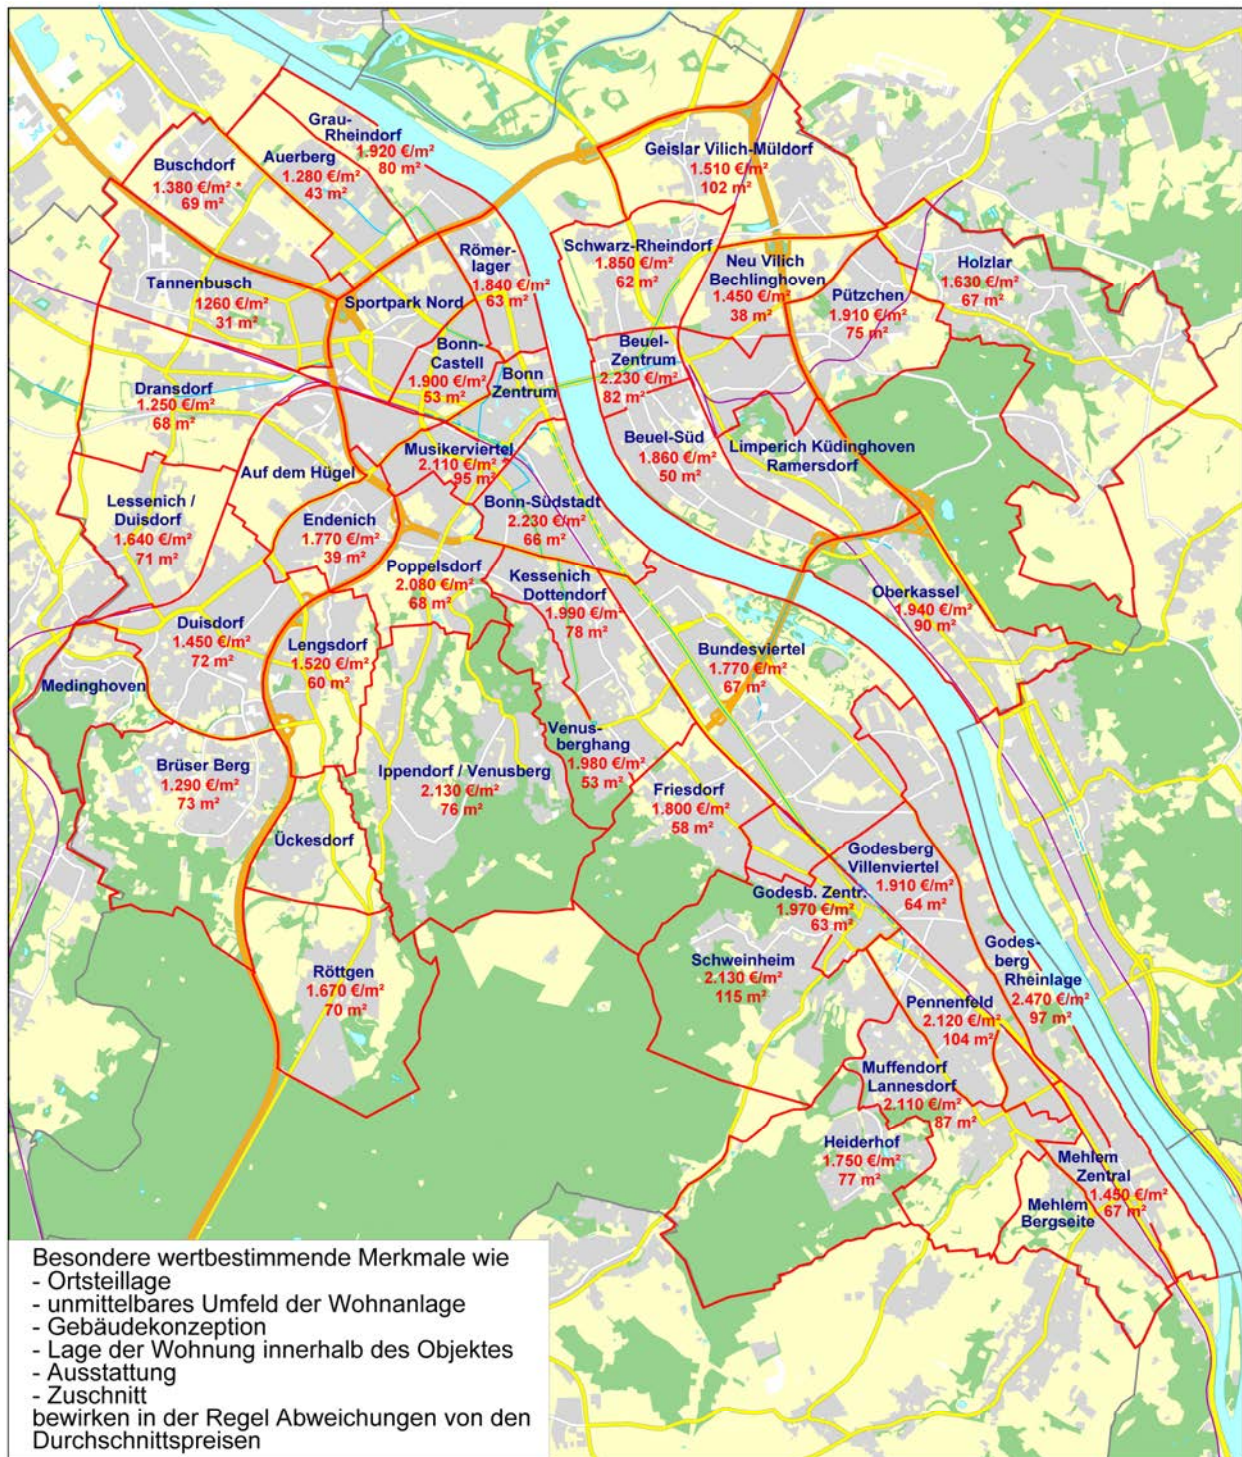 Grau-
Rheindorf
1.920 €/m²
80 m²
Buschdorf
1.380 €/m² *
69 m²
Auerberg
1.280 €/m²
43 m²
Geislar Vilich-Müldorf
1.510 €/m²
102 m²
Römer-
lager
1.840 €/m²
63 m²
Schwarz-Rheindorf
1.850 €/m²
62 m²
Neu Vilich
Bechlinghoven
1.450 €/m²
38 m²
Holzlar
1.630 €/m²
67 m²
Pützchen
1.910 €/m²
75 m²
Tannenbusch
1260 €/m²
31 m²
Sportpark Nord
Bonn-
Castell
1.900 €/m²
53 m²
Bonn
Zentrum
Beuel-
Zentrum
2.230 €/m²
82 m²
Dransdorf
1.250 €/m²
68 m²
Auf dem Hügel
Musikerviertel
2.110 €/m² *
95 m²
Beuel-Süd
1.860 €/m²
50 m²
Limperich Küdinghoven
Ramersdorf
Lessenich /
Duisdorf
1.640 €/m²
71 m²
Endenich
1.770 €/m²
39 m²
Bonn-Südstadt
2.230 €/m²
66 m²
Poppelsdorf
2.080 €/m²
68 m²
Kessenich
Dottendorf
1.990 €/m²
78 m²
Oberkassel
1.940 €/m²
90 m²
Duisdorf
1.450 €/m²
72 m²
Lengsdorf
1.520 €/m²
60 m²
Bundesviertel
1.770 €/m²
67 m²
Medinghoven
Brüser Berg
1.290 €/m²
73 m²
Ippendorf / Venusberg
2.130 €/m²
76 m²
Venus-
berghang
1.980 €/m²
53 m²
Friesdorf
1.800 €/m²
58 m²
Ückesdorf
Godesberg
Villenviertel
1.910 €/m²
64 m²
Godesb. Zentr.
1.970 €/m²
63 m²
Röttgen
1.670 €/m²
70 m²
Schweinheim
2.130 €/m²
115 m²
Godes-
berg
Rheinlage
2.470 €/m²
97 m²
Pennenfeld
2.120 €/m²
104 m²
Muffendorf
Lannesdorf
2.110 €/m²
87 m²
Heiderhof
1.750 €/m²
77 m²
Mehlem
Zentral
1.450 €/m²
67 m²
Mehlem
Bergseite
Besondere wertbestimmende Merkmale wie
- Ortsteillage
- unmittelbares Umfeld der Wohnanlage
- Gebäudekonzeption
- Lage der Wohnung innerhalb des Objektes
- Ausstattung
- Zuschnitt
bewirken in der Regel Abweichungen von den
Durchschnittspreisen